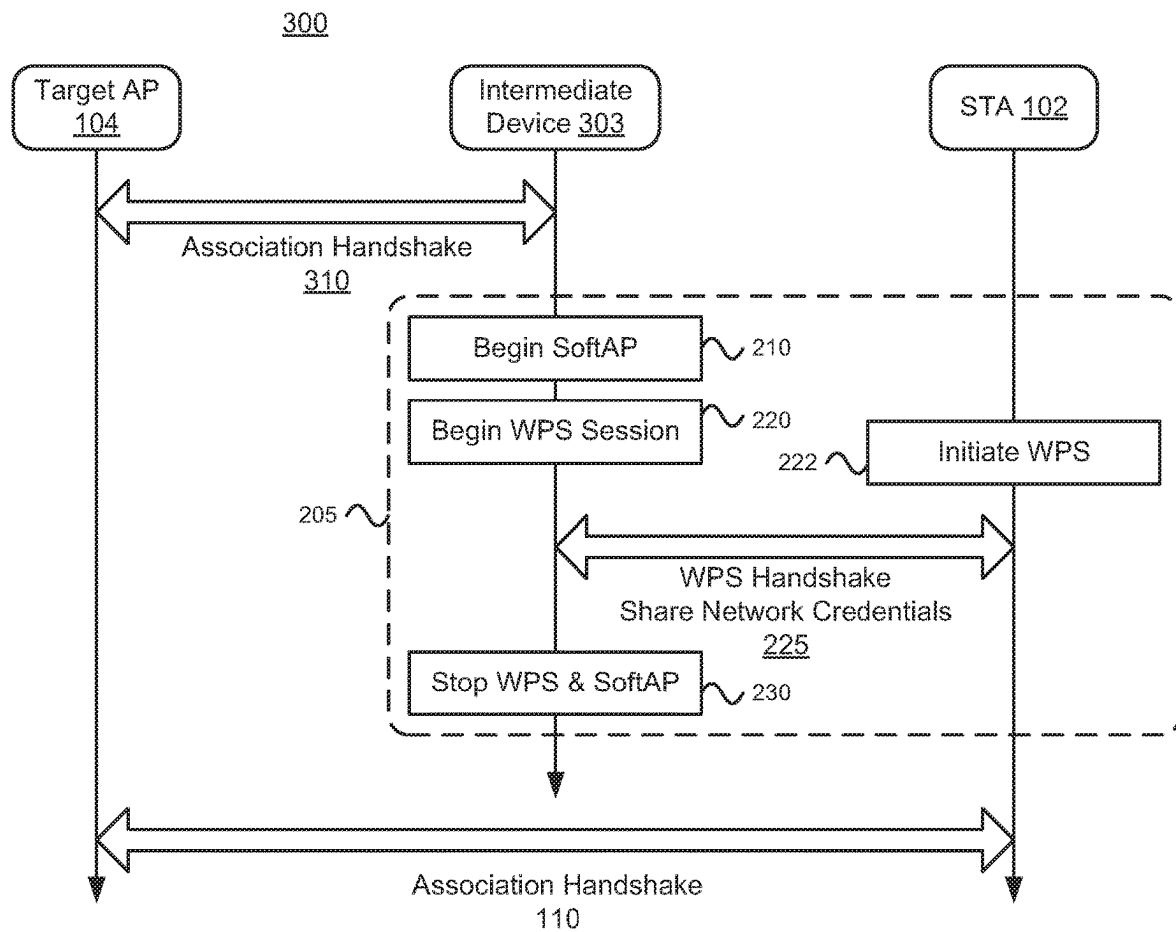 300
Target AP
104
Intermediate
Device 303
STA 102
Association Handshake
310
Begin SoftAP
210
Begin WPS Session
220
Initiate WPS
222
205
WPS Handshake
Share Network Credentials
225
Stop WPS & SoftAP
230
Association Handshake
110